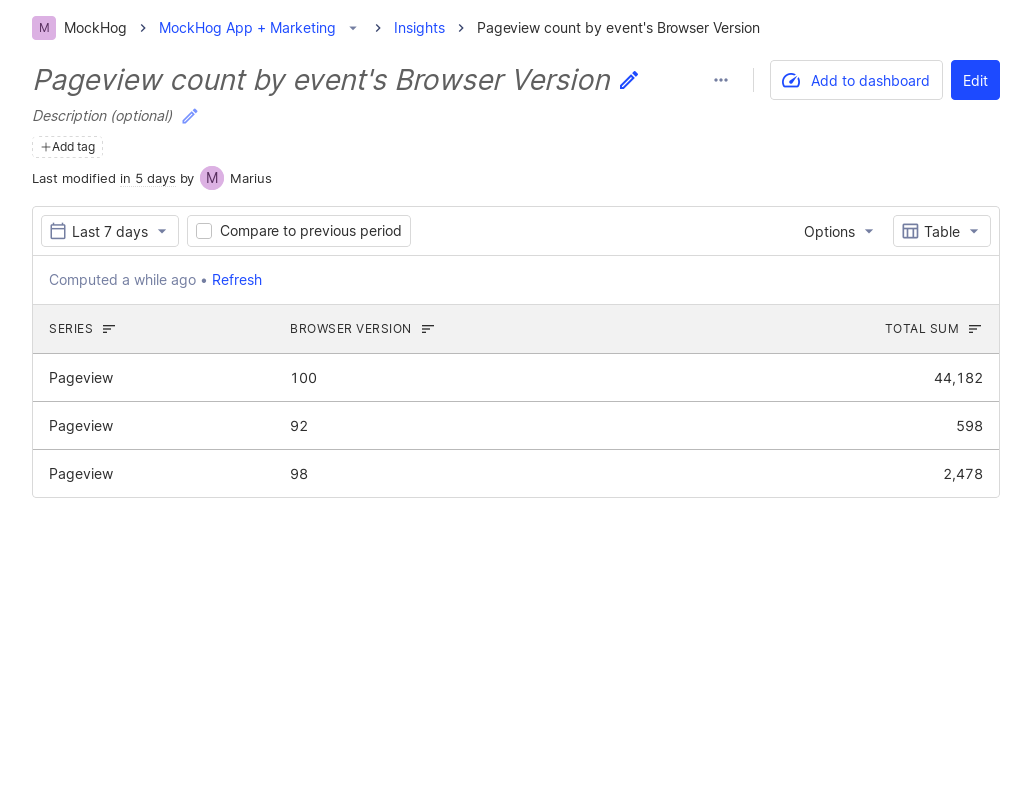 M MockHog MockHog App + Marketing Insights Pageview count by event's Browser Version
Pageview count by event's Browser Version
Add to dashboard
Edit
Description (optional)
+Add tag
Last modified in 5 days by M Marius
Last 7 days Compare to previous period Options Table
Computed a while ago • Refresh
SERIES BROWSER VERSION TOTAL SUM
Pageview 100 44,182
Pageview 92 598
Pageview 98 2,478